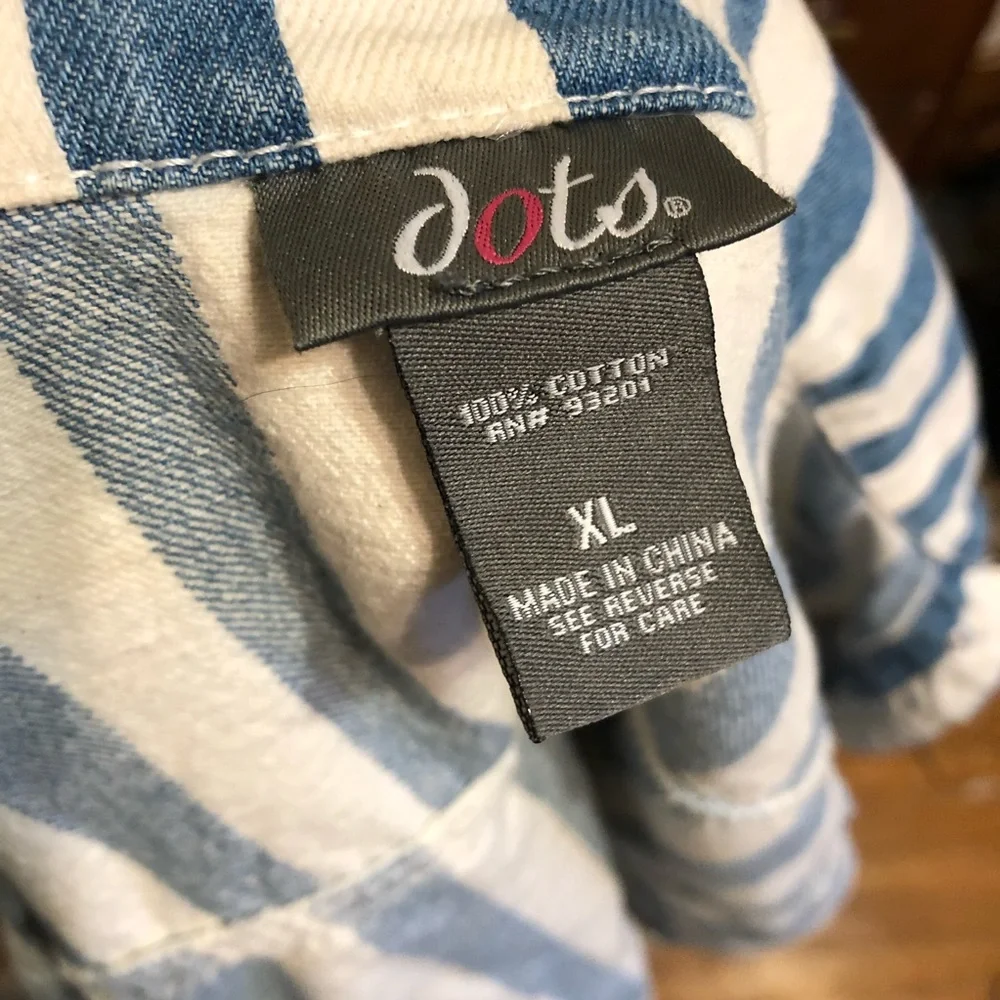 dots®
100% COTTON
RN# 93201
XL
MADE IN CHINA
SEE REVERSE
FOR CARE